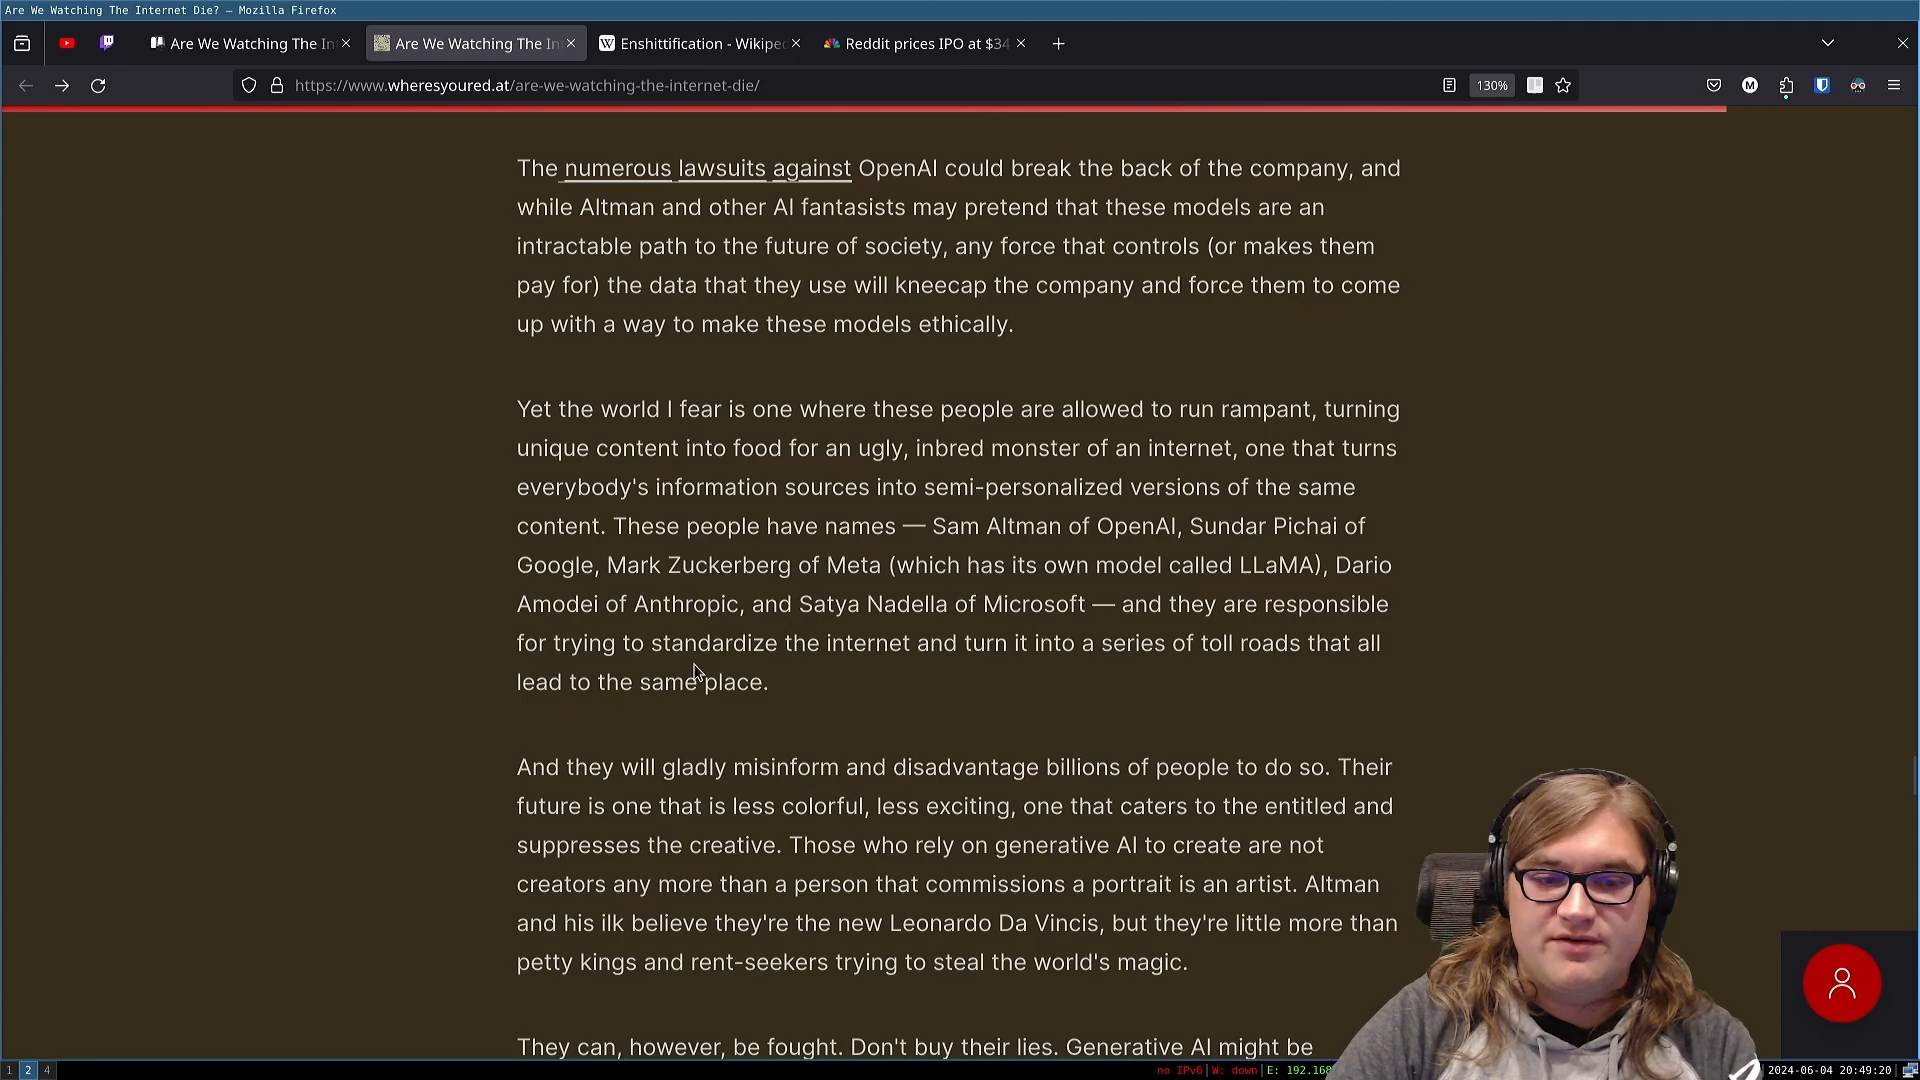 Are We Watching The Internet Die? — Mozilla Firefox
Are We Watching The In
Are We Watching The In
Enshittification - Wikiped
Reddit prices IPO at $34
https://www.wheresyoured.at/are-we-watching-the-internet-die/
130%
M
The numerous lawsuits against OpenAI could break the back of the company, and
while Altman and other AI fantasists may pretend that these models are an
intractable path to the future of society, any force that controls (or makes them
pay for) the data that they use will kneecap the company and force them to come
up with a way to make these models ethically.
Yet the world I fear is one where these people are allowed to run rampant, turning
unique content into food for an ugly, inbred monster of an internet, one that turns
everybody's information sources into semi-personalized versions of the same
content. These people have names — Sam Altman of OpenAI, Sundar Pichai of
Google, Mark Zuckerberg of Meta (which has its own model called LLaMA), Dario
Amodei of Anthropic, and Satya Nadella of Microsoft — and they are responsible
for trying to standardize the internet and turn it into a series of toll roads that all
lead to the same place.
And they will gladly misinform and disadvantage billions of people to do so. Their
future is one that is less colorful, less exciting, one that caters to the entitled and
suppresses the creative. Those who rely on generative AI to create are not
creators any more than a person that commissions a portrait is an artist. Altman
and his ilk believe they're the new Leonardo Da Vincis, but they're little more than
petty kings and rent-seekers trying to steal the world's magic.
They can, however, be fought. Don't buy their lies. Generative AI might be
1 2 4
no IPv6|W: down|E: 192.168
2024-06-04 20:49:20